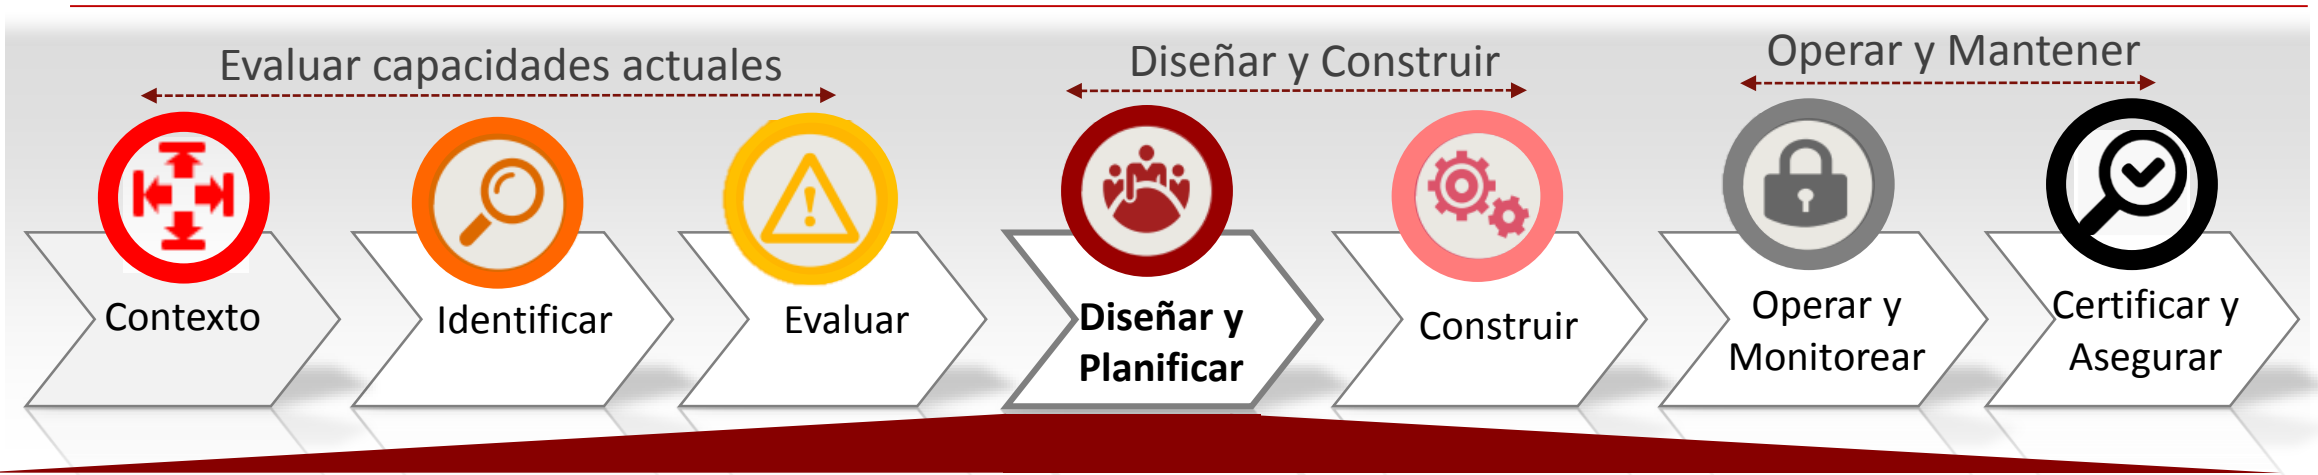 Evaluar capacidades actuales
Diseñar y Construir
Operar y Mantener
Contexto
Identificar
Evaluar
Diseñar y
Planificar
Construir
Operar y
Monitorear
Certificar y
Asegurar